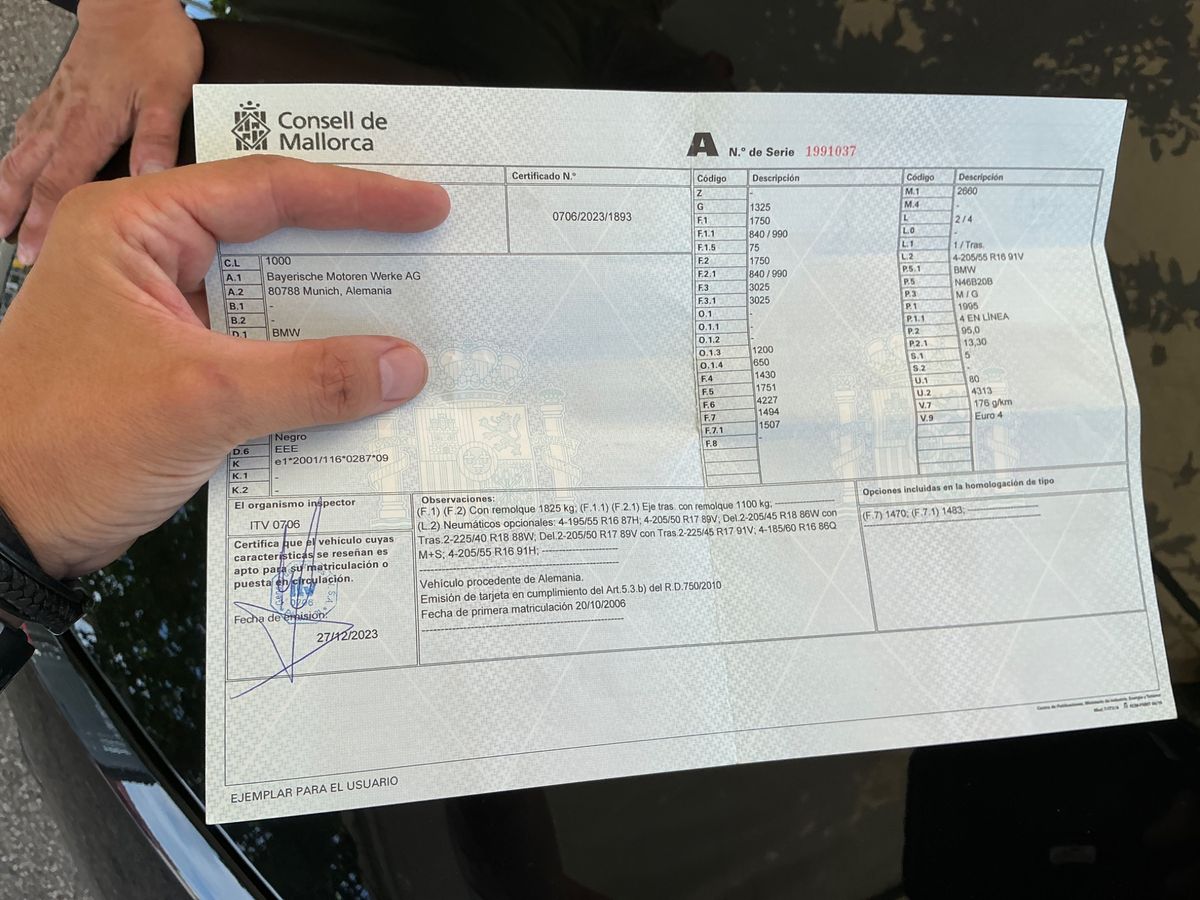 Consell de
Mallorca
A N.º de Serie 1991037
Certificado N.º
0706/2023/1893
C.L 1000
A.1 Bayerische Motoren Werke AG
A.2 80788 Munich, Alemania
B.1 -
B.2 -
D.1 BMW
Negro
D.6 EEE
K e1*2001/116*0287*09
K.1 -
K.2 -
Código Descripción
Z -
G 1325
F.1 1750
F.1.1 840 / 990
F.1.5 75
F.2 1750
F.2.1 840 / 990
F.3 3025
F.3.1 3025
O.1 -
O.1.1 -
O.1.2 -
O.1.3 1200
O.1.4 650
F.4 1430
F.5 1751
F.6 4227
F.7 1494
F.7.1 1507
F.8 -
Código Descripción
M.1 2660
M.4 -
L 2 / 4
L.0 -
L.1 1 / Tras.
L.2 4-205/55 R16 91V
P.5.1 BMW
P.5 N46B20B
P.3 M / G
P.1 1995
P.1.1 4 EN LÍNEA
P.2 95,0
P.2.1 13,30
S.1 5
S.2 -
U.1 80
U.2 4313
V.7 176 g/km
V.9 Euro 4
El organismo inspector
ITV 0706
Certifica que el vehículo cuyas
características se reseñan es
apto para su matriculación o
puesta en circulación.
itv
0706
Fecha de emisión:
27/12/2023
Observaciones:
(F.1) (F.2) Con remolque 1825 kg; (F.1.1) (F.2.1) Eje tras. con remolque 1100 kg; --------------
(L.2) Neumáticos opcionales: 4-195/55 R16 87H; 4-205/50 R17 89V; Del.2-205/45 R18 86W con
Tras.2-225/40 R18 88W; Del.2-205/50 R17 89V con Tras.2-225/45 R17 91V; 4-185/60 R16 86Q
M+S; 4-205/55 R16 91H; --------------------
Vehículo procedente de Alemania.
Emisión de tarjeta en cumplimiento del Art.5.3.b) del R.D.750/2010
Fecha de primera matriculación 20/10/2006
Opciones incluidas en la homologación de tipo
(F.7) 1470; (F.7.1) 1483; --------------------
EJEMPLAR PARA EL USUARIO